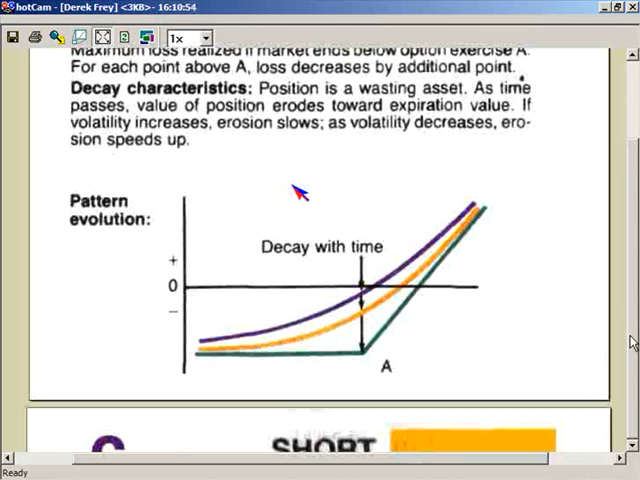 hotCam - [Derek Frey] <3KB> - 16:10:54
1x
Maximum loss realized if market ends below option exercise A.
For each point above A, loss decreases by additional point.
Decay characteristics: Position is a wasting asset. As time
passes, value of position erodes toward expiration value. If
volatility increases, erosion slows; as volatility decreases, ero-
sion speeds up.
Pattern
evolution:
Decay with time
+
0
−
A
SHORT
Ready